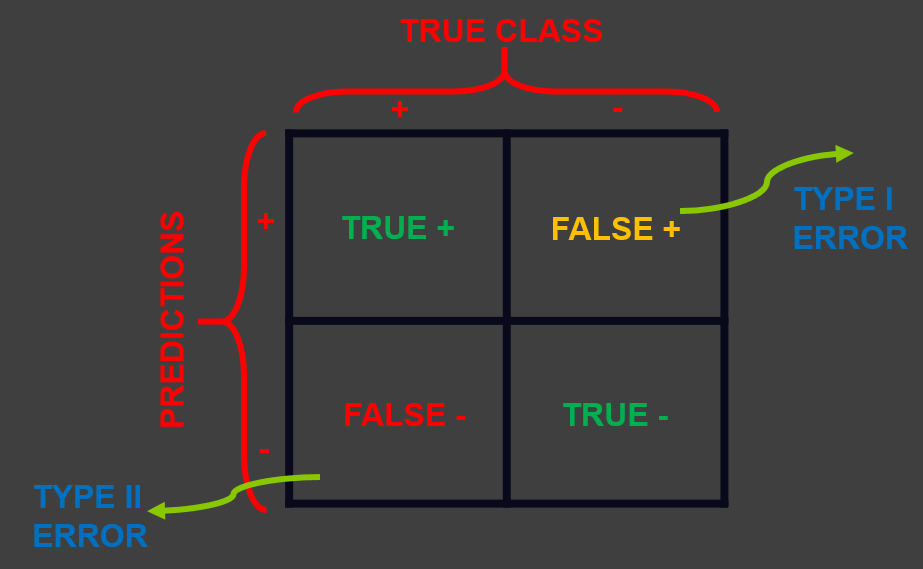 TRUE CLASS
+ -
PREDICTIONS
+
TRUE +
FALSE +
TYPE I
ERROR
-
FALSE -
TRUE -
TYPE II
ERROR